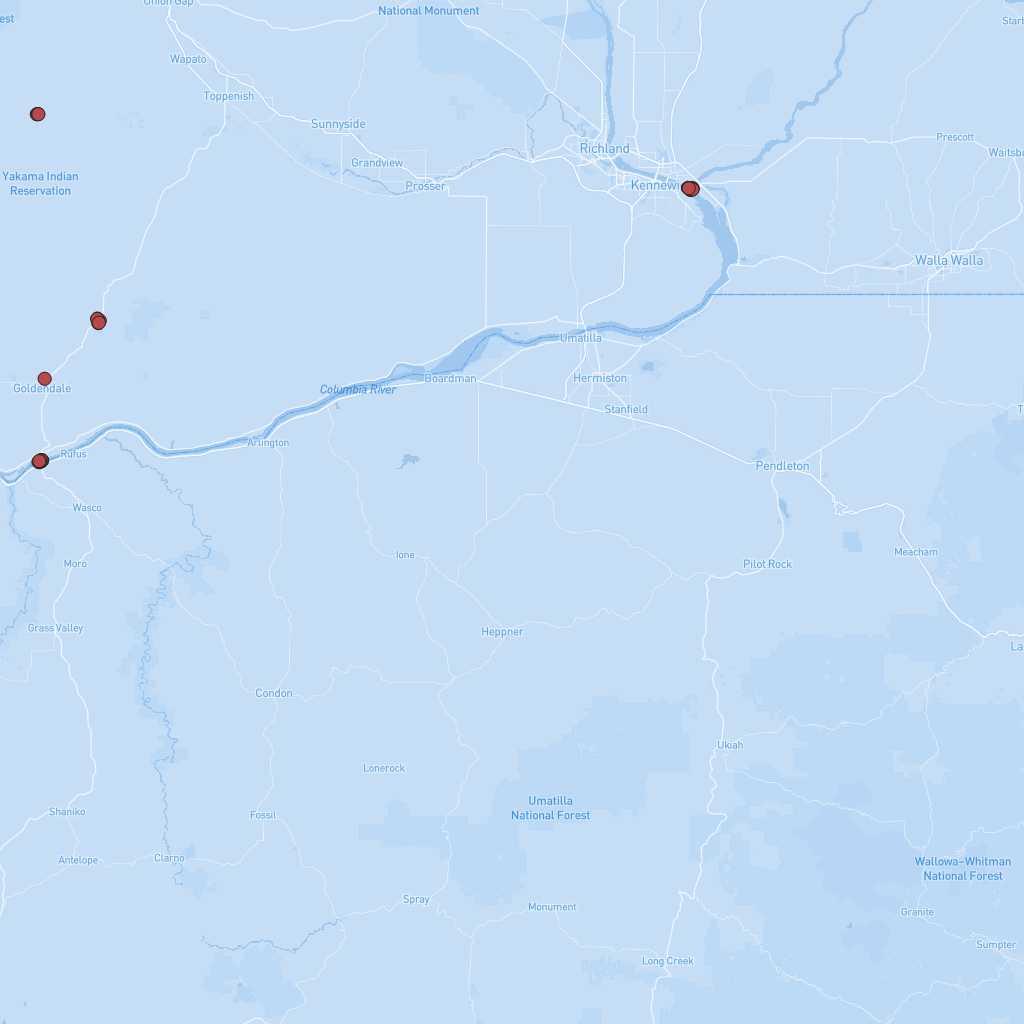 Union Gap
National Monument
Wapato
Toppenish
Sunnyside
Richland
Prescott
Grandview
Prosser
Yakama Indian
Reservation
Walla Walla
Umatilla
Goldendale
Boardman
Columbia River
Hermiston
Stanfield
Arlington
Rufus
Pendleton
Wasco
Ione
Meacham
Moro
Pilot Rock
Grass Valley
Heppner
Condon
Ukiah
Lonerock
Umatilla
National Forest
Shaniko
Fossil
Antelope
Clarno
Wallowa–Whitman
National Forest
Spray
Monument
Granite
Sumpter
Long Creek